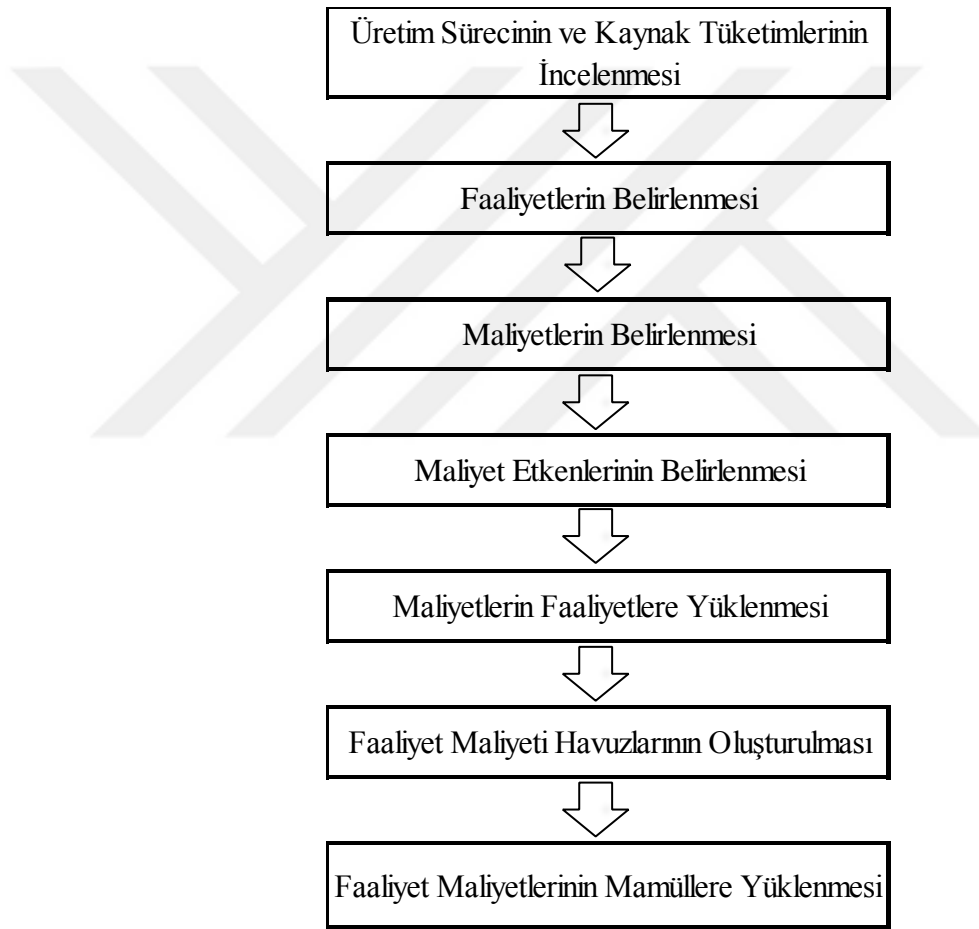 Üretim Sürecinin ve Kaynak Tüketimlerinin
İncelenmesi
Faaliyetlerin Belirlenmesi
Maliyetlerin Belirlenmesi
Maliyet Etkenlerinin Belirlenmesi
Maliyetlerin Faaliyetlere Yüklenmesi
Faaliyet Maliyeti Havuzlarının Oluşturulması
Faaliyet Maliyetlerinin Mamüllere Yüklenmesi